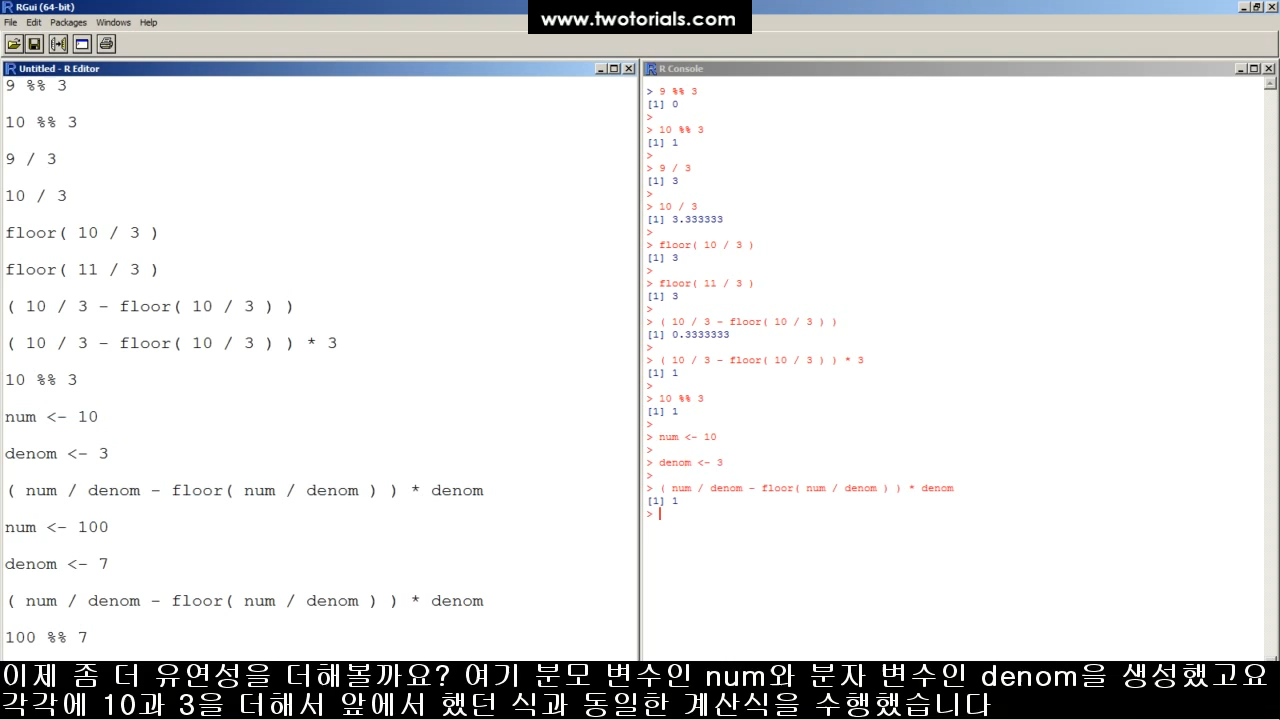 RGui (64-bit)
www.twotorials.com
File Edit Packages Windows Help
Untitled - R Editor
9 %% 3
10 %% 3
9 / 3
10 / 3
floor( 10 / 3 )
floor( 11 / 3 )
( 10 / 3 - floor( 10 / 3 ) )
( 10 / 3 - floor( 10 / 3 ) ) * 3
10 %% 3
num <- 10
denom <- 3
( num / denom - floor( num / denom ) ) * denom
num <- 100
denom <- 7
( num / denom - floor( num / denom ) ) * denom
100 %% 7
R Console
> 9 %% 3
[1] 0
>
> 10 %% 3
[1] 1
>
> 9 / 3
[1] 3
>
> 10 / 3
[1] 3.333333
>
> floor( 10 / 3 )
[1] 3
>
> floor( 11 / 3 )
[1] 3
>
> ( 10 / 3 - floor( 10 / 3 ) )
[1] 0.3333333
>
> ( 10 / 3 - floor( 10 / 3 ) ) * 3
[1] 1
>
> 10 %% 3
[1] 1
>
> num <- 10
>
> denom <- 3
>
> ( num / denom - floor( num / denom ) ) * denom
[1] 1
>
이제 좀 더 유연성을 더해볼까요? 여기 분모 변수인 num와 분자 변수인 denom을 생성했고요
각각에 10과 3을 더해서 앞에서 했던 식과 동일한 계산식을 수행했습니다